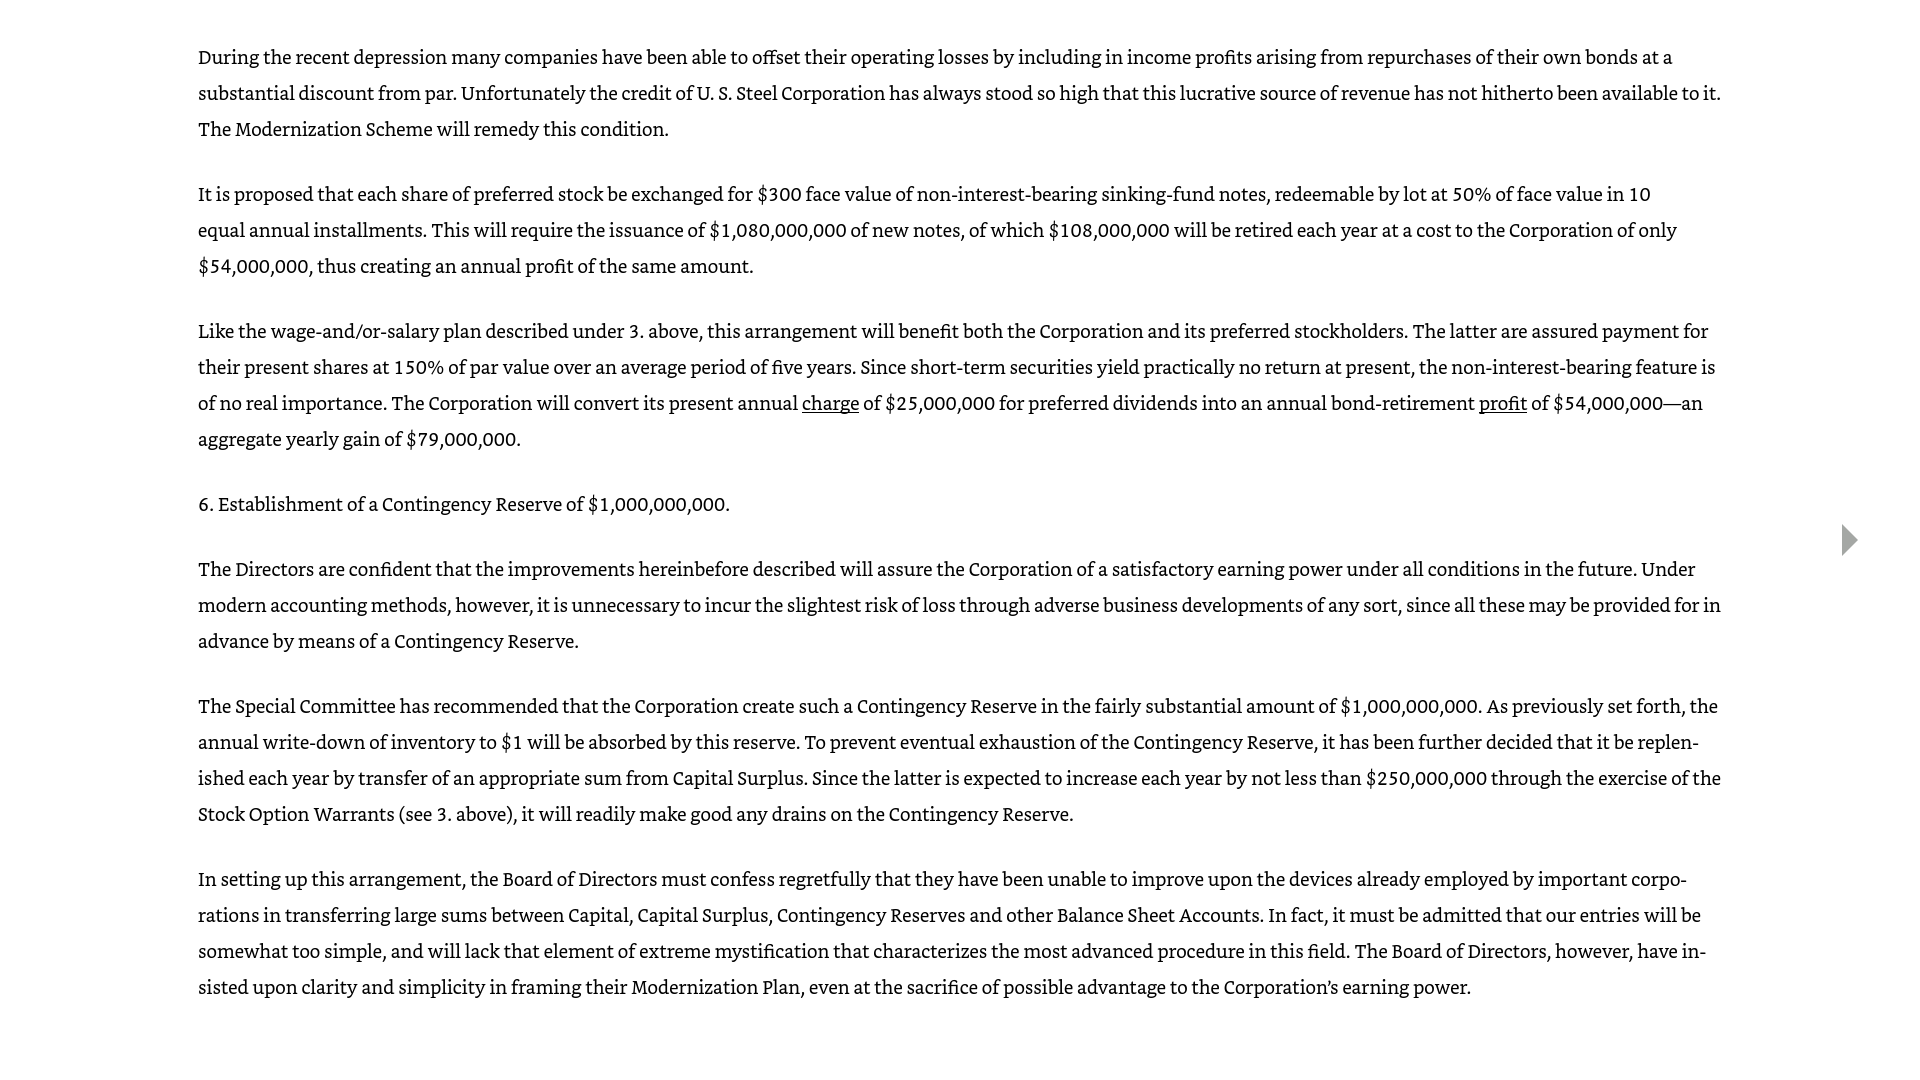 During the recent depression many companies have been able to offset their operating losses by including in income profits arising from repurchases of their own bonds at a
substantial discount from par. Unfortunately the credit of U. S. Steel Corporation has always stood so high that this lucrative source of revenue has not hitherto been available to it.
The Modernization Scheme will remedy this condition.
It is proposed that each share of preferred stock be exchanged for $300 face value of non-interest-bearing sinking-fund notes, redeemable by lot at 50% of face value in 10
equal annual installments. This will require the issuance of $1,080,000,000 of new notes, of which $108,000,000 will be retired each year at a cost to the Corporation of only
$54,000,000, thus creating an annual profit of the same amount.
Like the wage-and/or-salary plan described under 3. above, this arrangement will benefit both the Corporation and its preferred stockholders. The latter are assured payment for
their present shares at 150% of par value over an average period of five years. Since short-term securities yield practically no return at present, the non-interest-bearing feature is
of no real importance. The Corporation will convert its present annual charge of $25,000,000 for preferred dividends into an annual bond-retirement profit of $54,000,000—an
aggregate yearly gain of $79,000,000.
6. Establishment of a Contingency Reserve of $1,000,000,000.
The Directors are confident that the improvements hereinbefore described will assure the Corporation of a satisfactory earning power under all conditions in the future. Under
modern accounting methods, however, it is unnecessary to incur the slightest risk of loss through adverse business developments of any sort, since all these may be provided for in
advance by means of a Contingency Reserve.
The Special Committee has recommended that the Corporation create such a Contingency Reserve in the fairly substantial amount of $1,000,000,000. As previously set forth, the
annual write-down of inventory to $1 will be absorbed by this reserve. To prevent eventual exhaustion of the Contingency Reserve, it has been further decided that it be replen-
ished each year by transfer of an appropriate sum from Capital Surplus. Since the latter is expected to increase each year by not less than $250,000,000 through the exercise of the
Stock Option Warrants (see 3. above), it will readily make good any drains on the Contingency Reserve.
In setting up this arrangement, the Board of Directors must confess regretfully that they have been unable to improve upon the devices already employed by important corpo-
rations in transferring large sums between Capital, Capital Surplus, Contingency Reserves and other Balance Sheet Accounts. In fact, it must be admitted that our entries will be
somewhat too simple, and will lack that element of extreme mystification that characterizes the most advanced procedure in this field. The Board of Directors, however, have in-
sisted upon clarity and simplicity in framing their Modernization Plan, even at the sacrifice of possible advantage to the Corporation’s earning power.